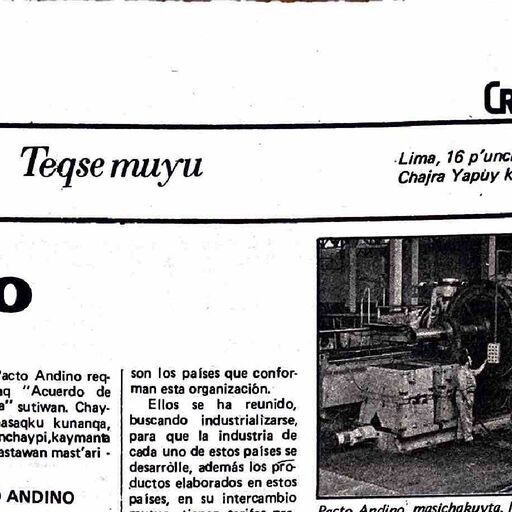 CR
Teqse muyu
Lima, 16 p'unc
Chajra Yapuy K
O
Pacto Andino req-
aq "Acuerdo de
a" sutiwan. Chay-
asaqku kunanqa,
nchaypi, kaymanta
astawan mast'ari -
O ANDINO
son los países que confor-
man esta organización.
Ellos se ha reunido,
buscando industrializarse,
para que la industria de
cada uno de estos países se
desarrolle, además los pro-
ductos elaborados en estos
países, en su intercambio
Pacto Andino masichakuyta.